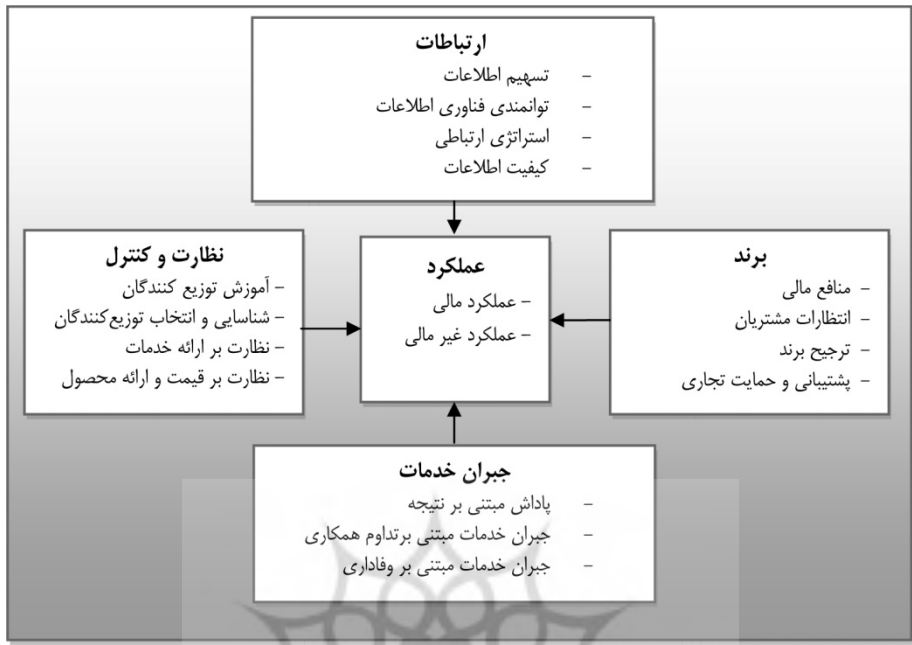 ارتباطات
- تسهیم اطلاعات
- توانمندی فناوری اطلاعات
- استراتژی ارتباطی
- کیفیت اطلاعات
برند
- منافع مالی
- انتظارات مشتریان
- ترجیح برند
- پشتیبانی و حمایت تجاری
عملکرد
- عملکرد مالی
- عملکرد غیر مالی
نظارت و کنترل
- آموزش توزیع کنندگان
- شناسایی و انتخاب توزیع‌کنندگان
- نظارت بر ارائه خدمات
- نظارت بر قیمت و ارائه محصول
جبران خدمات
- پاداش مبتنی بر نتیجه
- جبران خدمات مبتنی برتداوم همکاری
- جبران خدمات مبتنی بر وفاداری